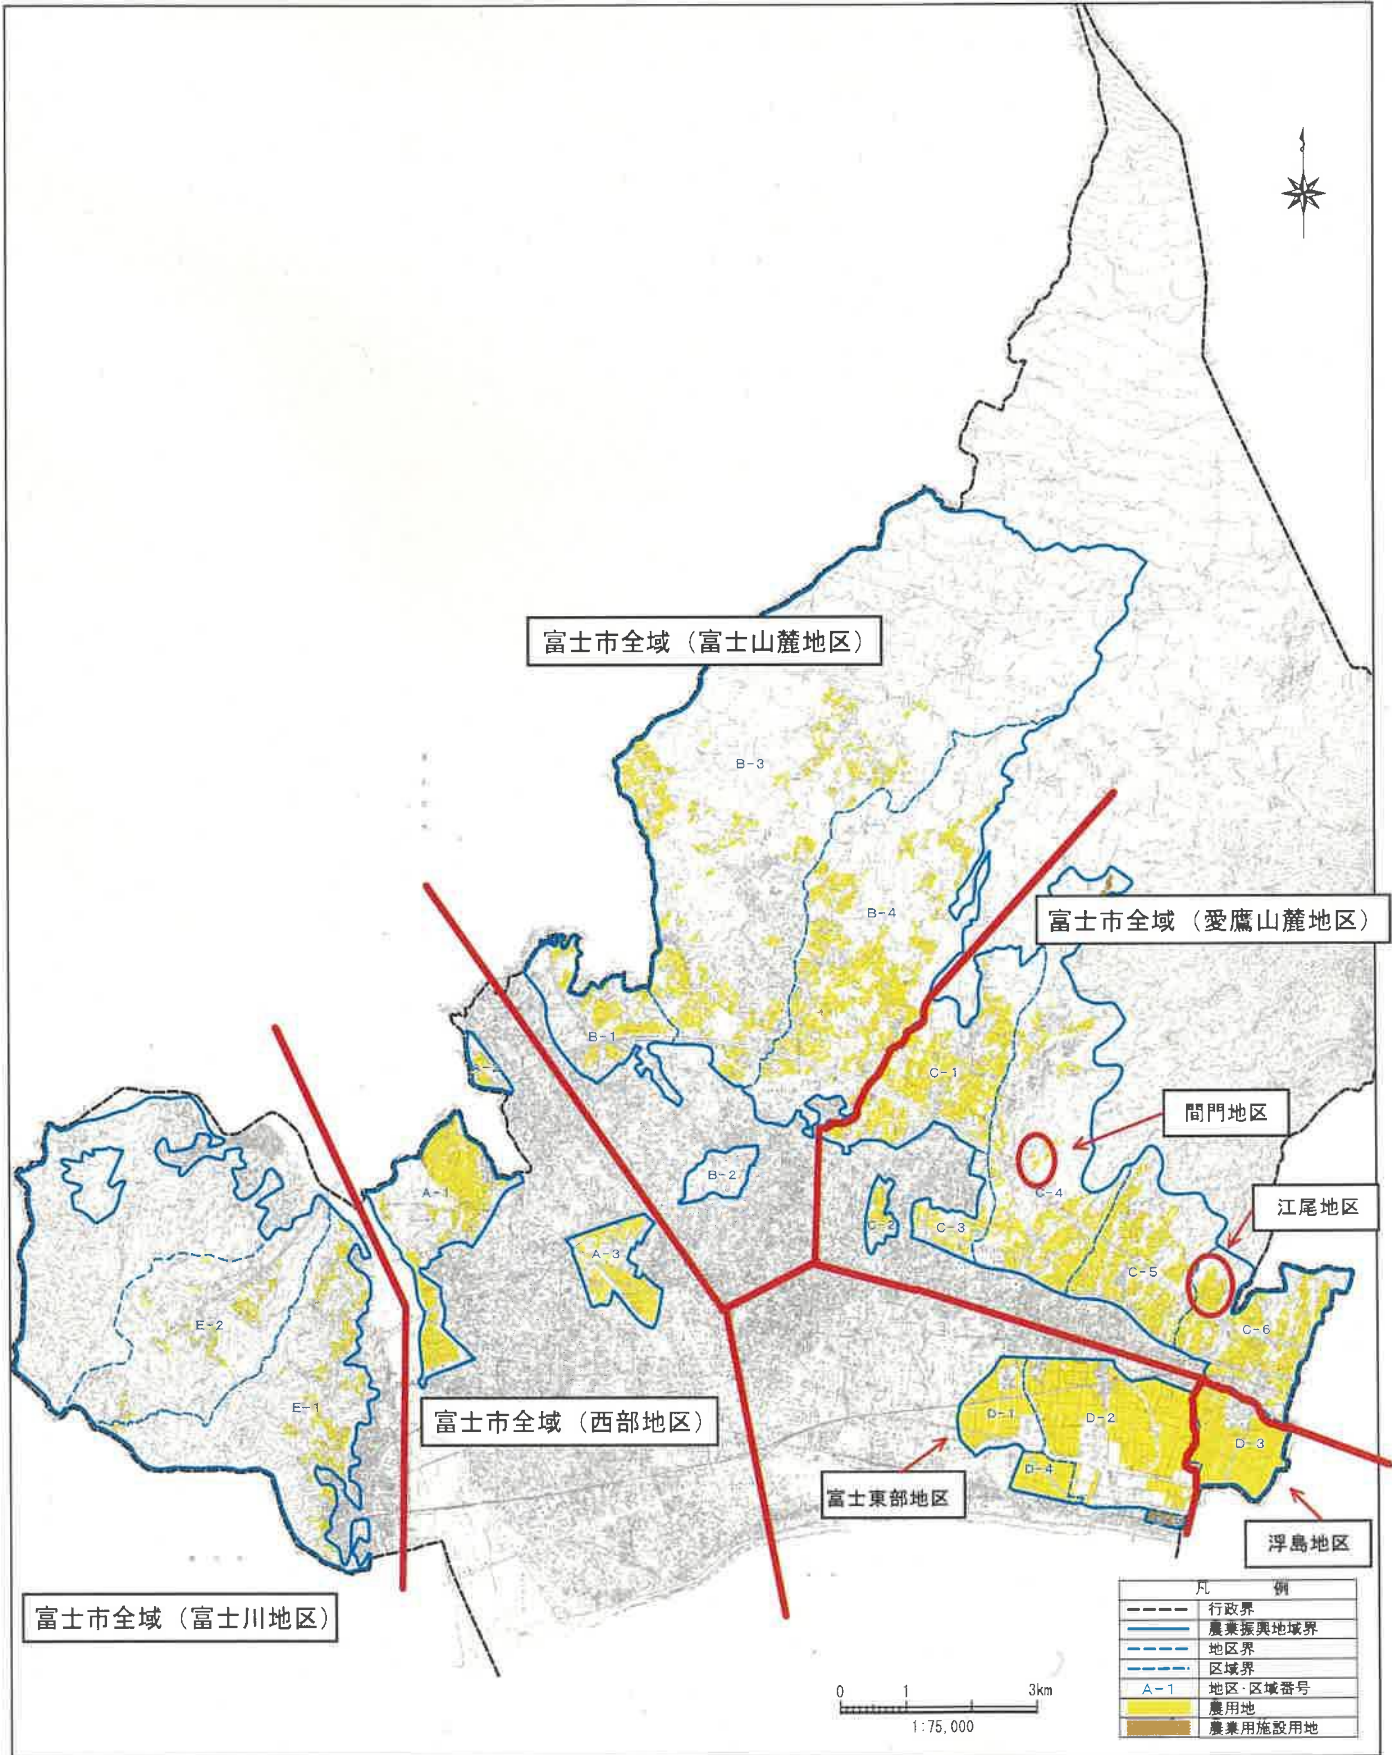 富士市全域（富士山麓地区）
B-3
B-4
富士市全域（愛鷹山麓地区）
B-1
C-1
間門地区
B-2
A-1
C-4
江尾地区
C-2
C-3
A-3
C-5
E-2
C-6
E-1
富士市全域（西部地区）
D-1
D-2
D-3
D-4
富士東部地区
浮島地区
富士市全域（富士川地区）
凡 例
行政界
農業振興地域界
地区界
区域界
A-1 地区・区域番号
農用地
農業用施設用地
0 1 3km
1:75,000